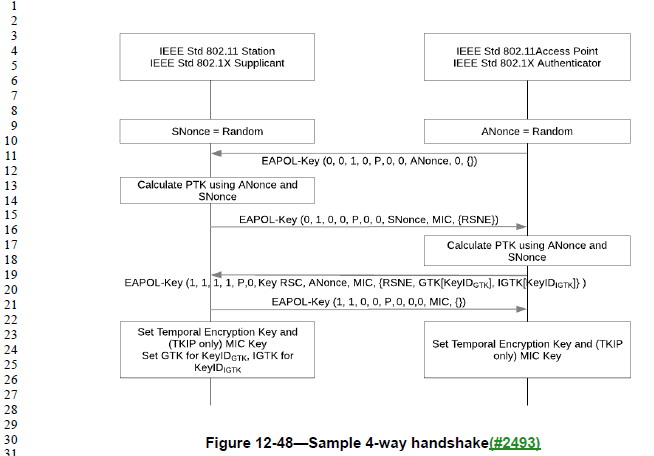 1
2
3
4
5
6
7
8
9
10
11
12
13
14
15
16
17
18
19
20
21
22
23
24
25
26
27
28
29
30
31
IEEE Std 802.11 Station
IEEE Std 802.1X Supplicant
IEEE Std 802.11Access Point
IEEE Std 802.1X Authenticator
SNonce = Random
ANonce = Random
EAPOL-Key (0, 0, 1, 0, P, 0, 0, ANonce, 0, {})
Calculate PTK using ANonce and
SNonce
EAPOL-Key (0, 1, 0, 0, P, 0, 0, SNonce, MIC, {RSNE})
Calculate PTK using ANonce and
SNonce
EAPOL-Key (1, 1, 1, 1, P,0, Key RSC, ANonce, MIC, {RSNE, GTK[KeyIDGTK], IGTK[KeyIDIGTK]} )
EAPOL-Key (1, 1, 0, 0, P, 0, 0,0, MIC, {})
Set Temporal Encryption Key and
(TKIP only) MIC Key
Set GTK for KeyIDGTK, IGTK for
KeyIDIGTK
Set Temporal Encryption Key and (TKIP
only) MIC Key
Figure 12-48—Sample 4-way handshake(#2493)